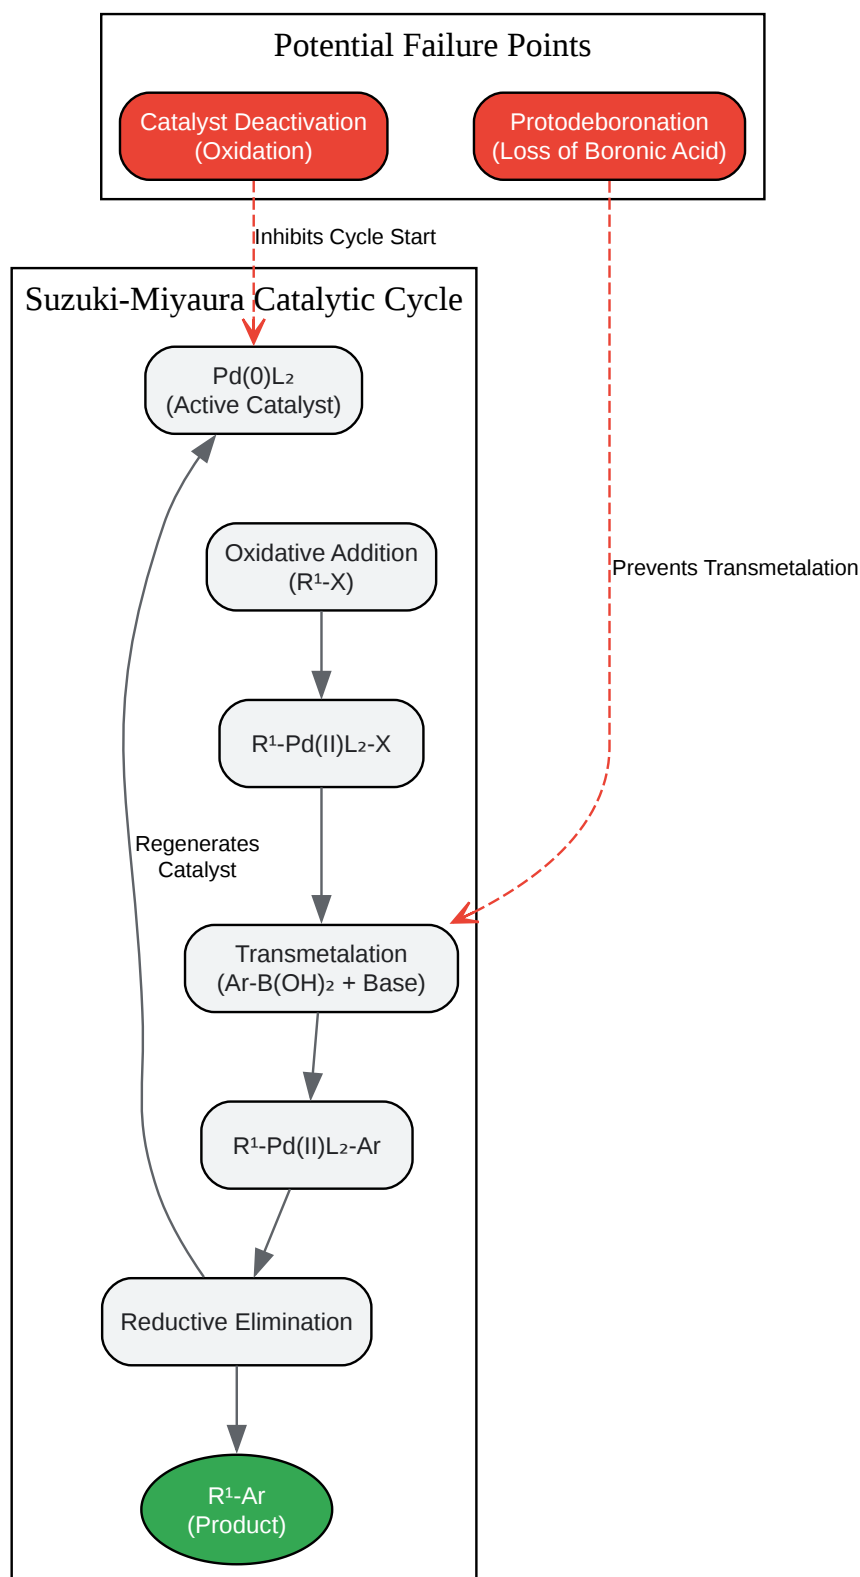 Potential Failure Points
Catalyst Deactivation
(Oxidation)
Protodeboronation
(Loss of Boronic Acid)
Inhibits Cycle Start
Suzuki-Miyaura Catalytic Cycle
Pd(0)L₂
(Active Catalyst)
Oxidative Addition
(R¹-X)
Prevents Transmetalation
R¹-Pd(II)L₂-X
Regenerates
Catalyst
Transmetalation
(Ar-B(OH)₂ + Base)
R¹-Pd(II)L₂-Ar
Reductive Elimination
R¹-Ar
(Product)